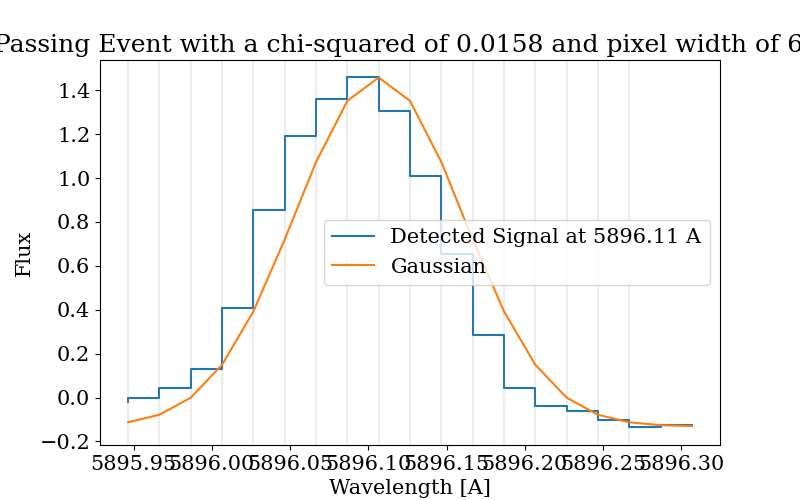 Passing Event with a chi-squared of 0.0158 and pixel width of 6
1.4
1.2
1.0
0.8
0.6
0.4
0.2
0.0
−0.2
Flux
Detected Signal at 5896.11 A
Gaussian
5895.95 5896.00 5896.05 5896.10 5896.15 5896.20 5896.25 5896.30
Wavelength [A]